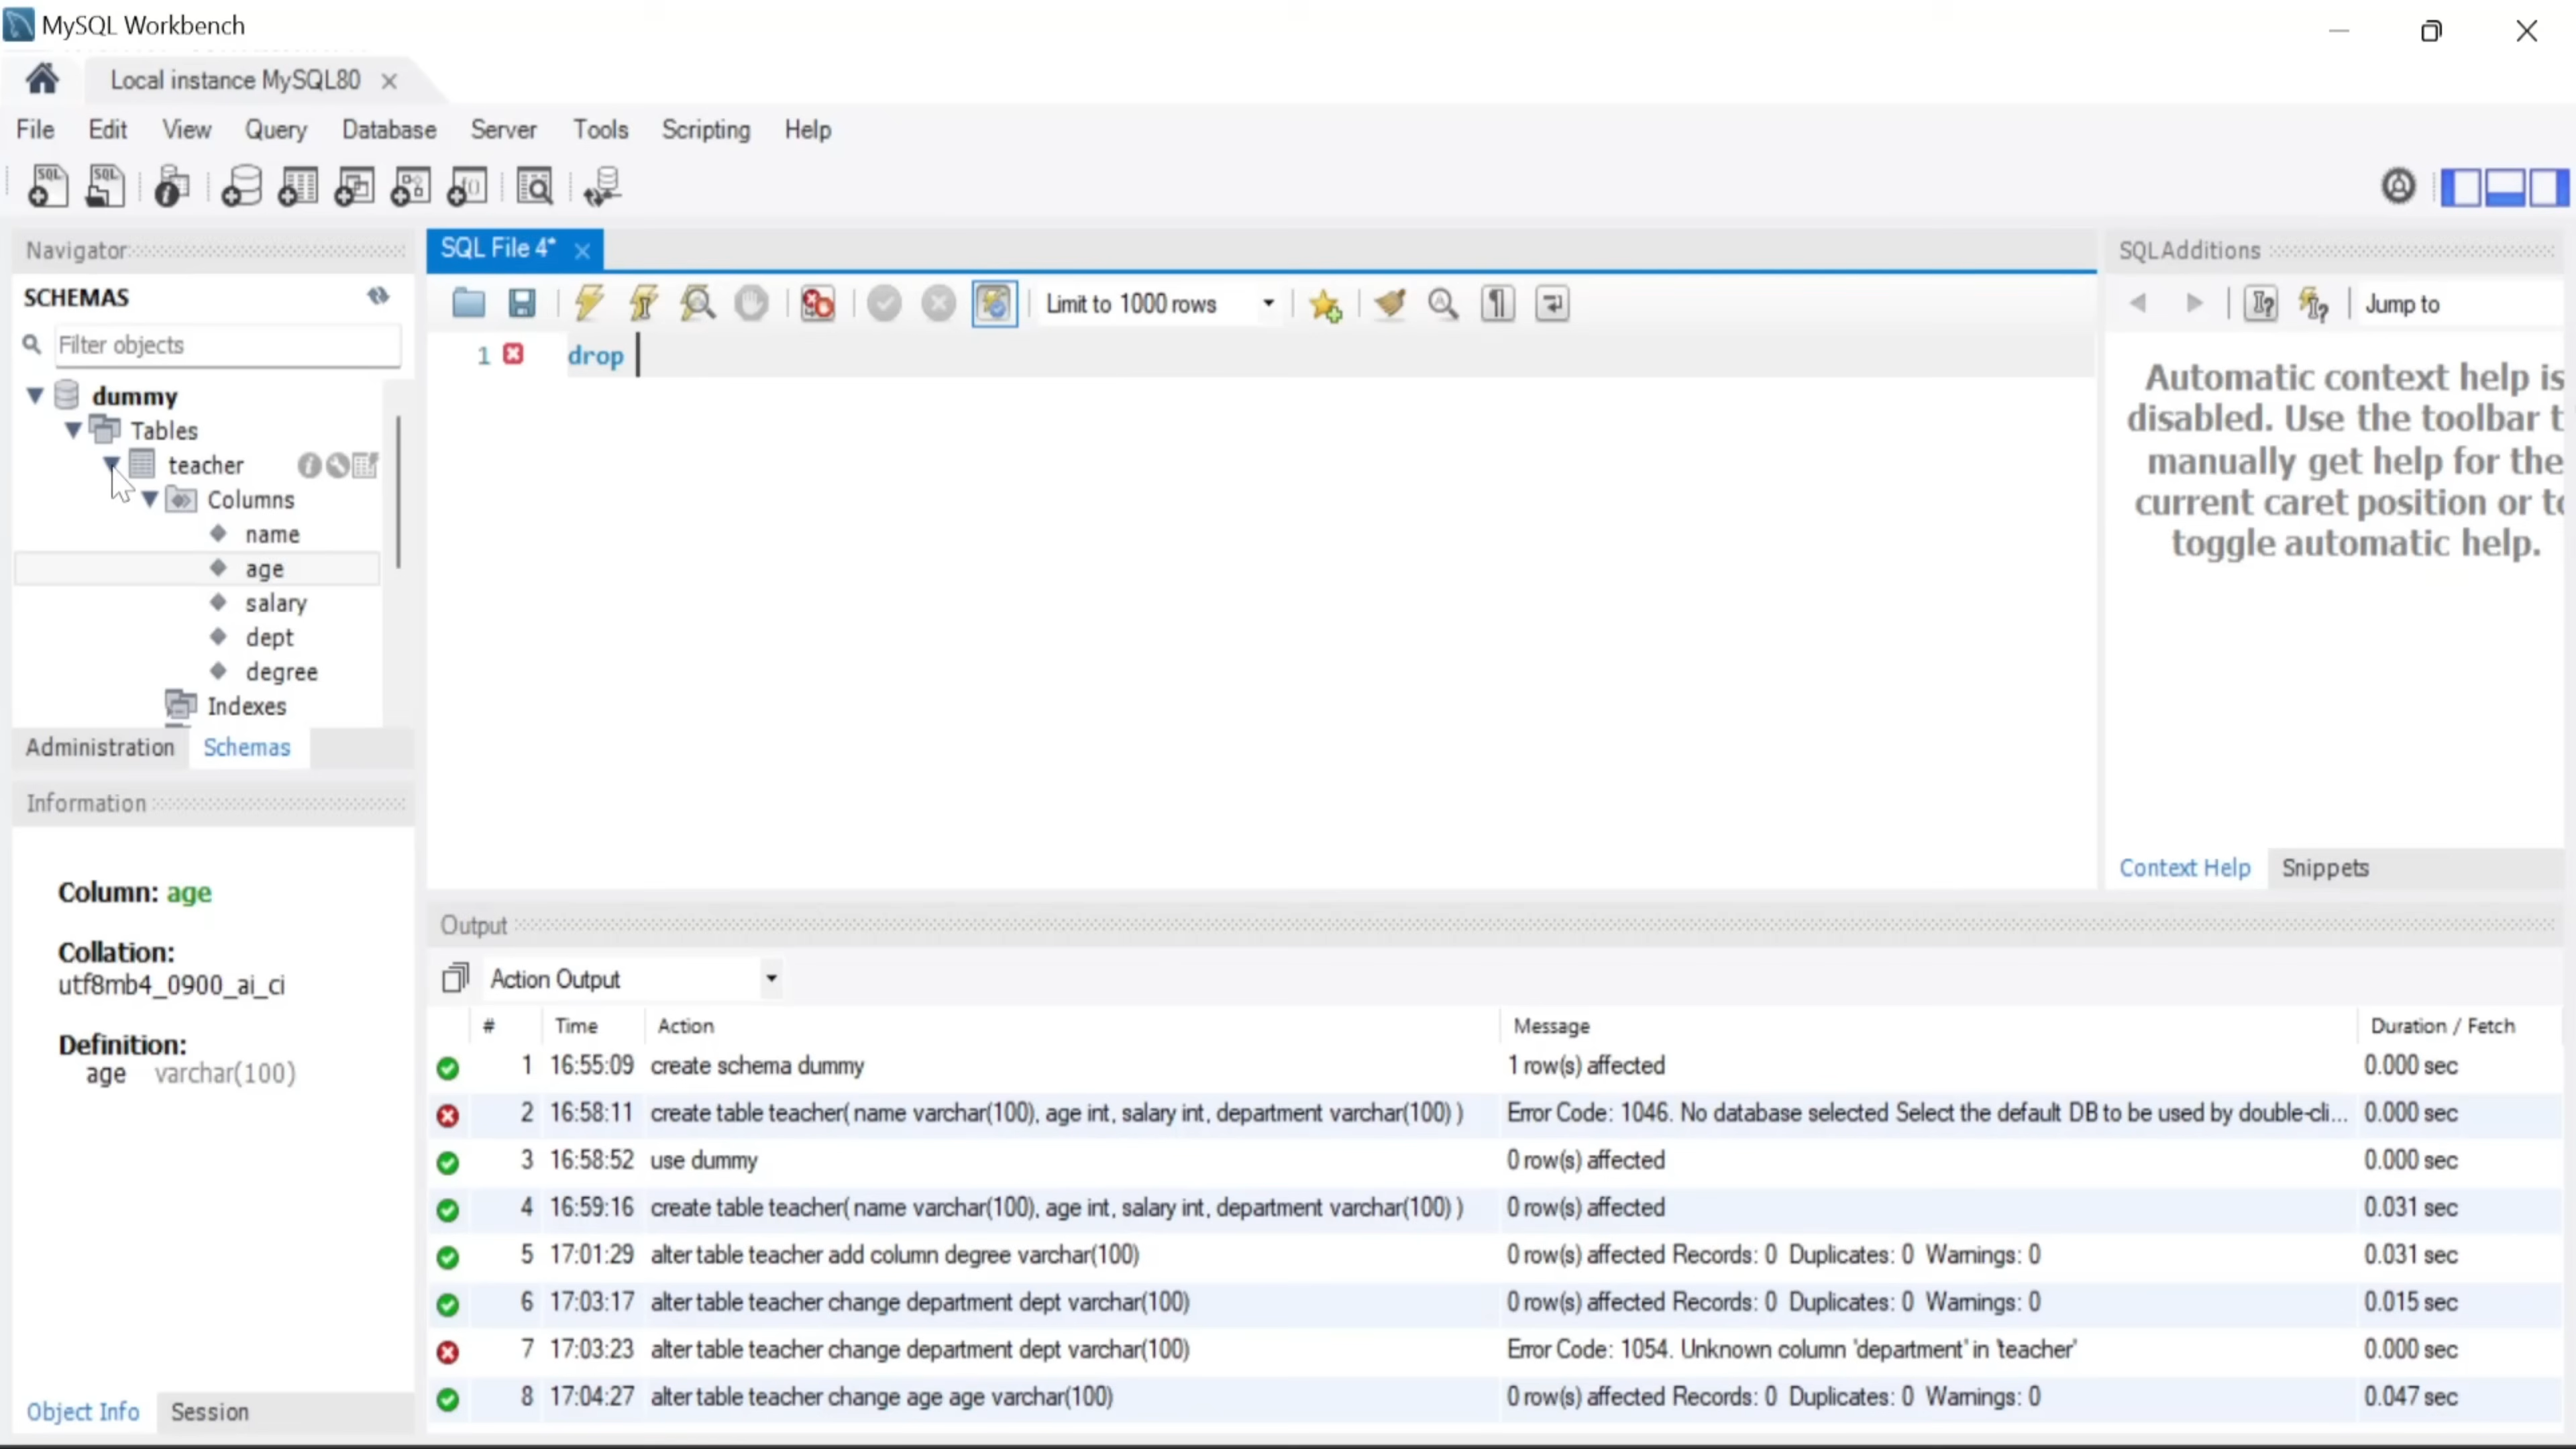 MySQL Workbench
Local instance MySQL80
File Edit View Query Database Server Tools Scripting Help
Navigator
SCHEMAS
Filter objects
dummy
Tables
teacher
Columns
name
age
salary
dept
degree
Indexes
Administration Schemas
Information
Column: age
Collation:
utf8mb4_0900_ai_ci
Definition:
age varchar(100)
Object Info Session
SQL File 4*
Limit to 1000 rows
1 drop
SQLAdditions
Jump to
Automatic context help is
disabled. Use the toolbar t
manually get help for the
current caret position or to
toggle automatic help.
Context Help Snippets
Output
Action Output
# Time Action Message Duration / Fetch
1 16:55:09 create schema dummy 1 row(s) affected 0.000 sec
2 16:58:11 create table teacher( name varchar(100), age int, salary int, department varchar(100) ) Error Code: 1046. No database selected Select the default DB to be used by double-cli... 0.000 sec
3 16:58:52 use dummy 0 row(s) affected 0.000 sec
4 16:59:16 create table teacher( name varchar(100), age int, salary int, department varchar(100) ) 0 row(s) affected 0.031 sec
5 17:01:29 alter table teacher add column degree varchar(100) 0 row(s) affected Records: 0 Duplicates: 0 Warnings: 0 0.031 sec
6 17:03:17 alter table teacher change department dept varchar(100) 0 row(s) affected Records: 0 Duplicates: 0 Warnings: 0 0.015 sec
7 17:03:23 alter table teacher change department dept varchar(100) Error Code: 1054. Unknown column 'department' in 'teacher' 0.000 sec
8 17:04:27 alter table teacher change age age varchar(100) 0 row(s) affected Records: 0 Duplicates: 0 Warnings: 0 0.047 sec